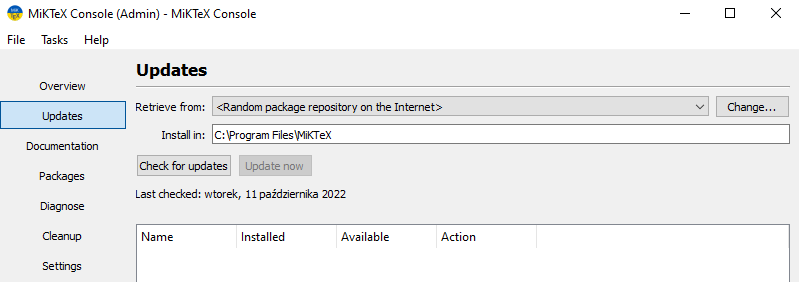 MiKTeX Console (Admin) - MiKTeX Console
File Tasks Help
Overview
Updates
Documentation
Packages
Diagnose
Cleanup
Settings
Updates
Retrieve from: <Random package repository on the Internet> Change...
Install in: C:\Program Files\MiKTeX
Check for updates Update now
Last checked: wtorek, 11 października 2022
Name Installed Available Action